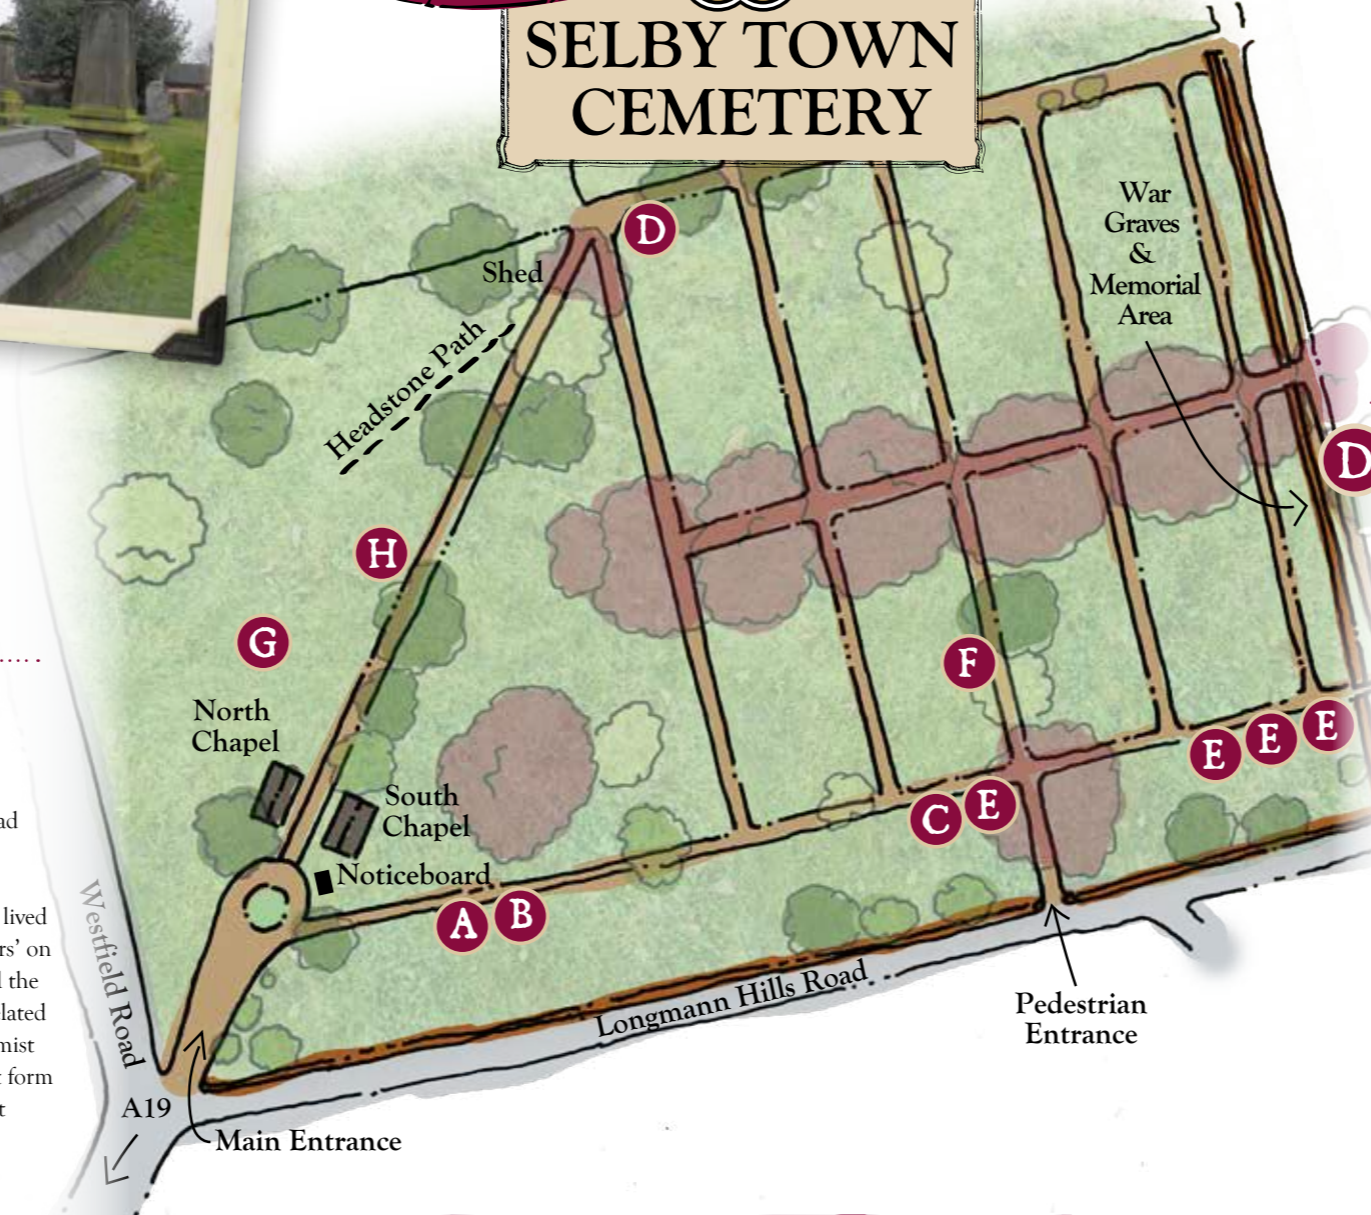 SELBY TOWN
CEMETERY
War
Graves
&
Memorial
Area
D
Shed
Headstone Path
D
H
G
F
North
Chapel
South
Chapel
E
E
E
C
E
Noticeboard
A
B
ad
lived
rs’ on
the
lated
mist
form
Westfield Road
Longmann Hills Road
Pedestrian
Entrance
A19
Main Entrance